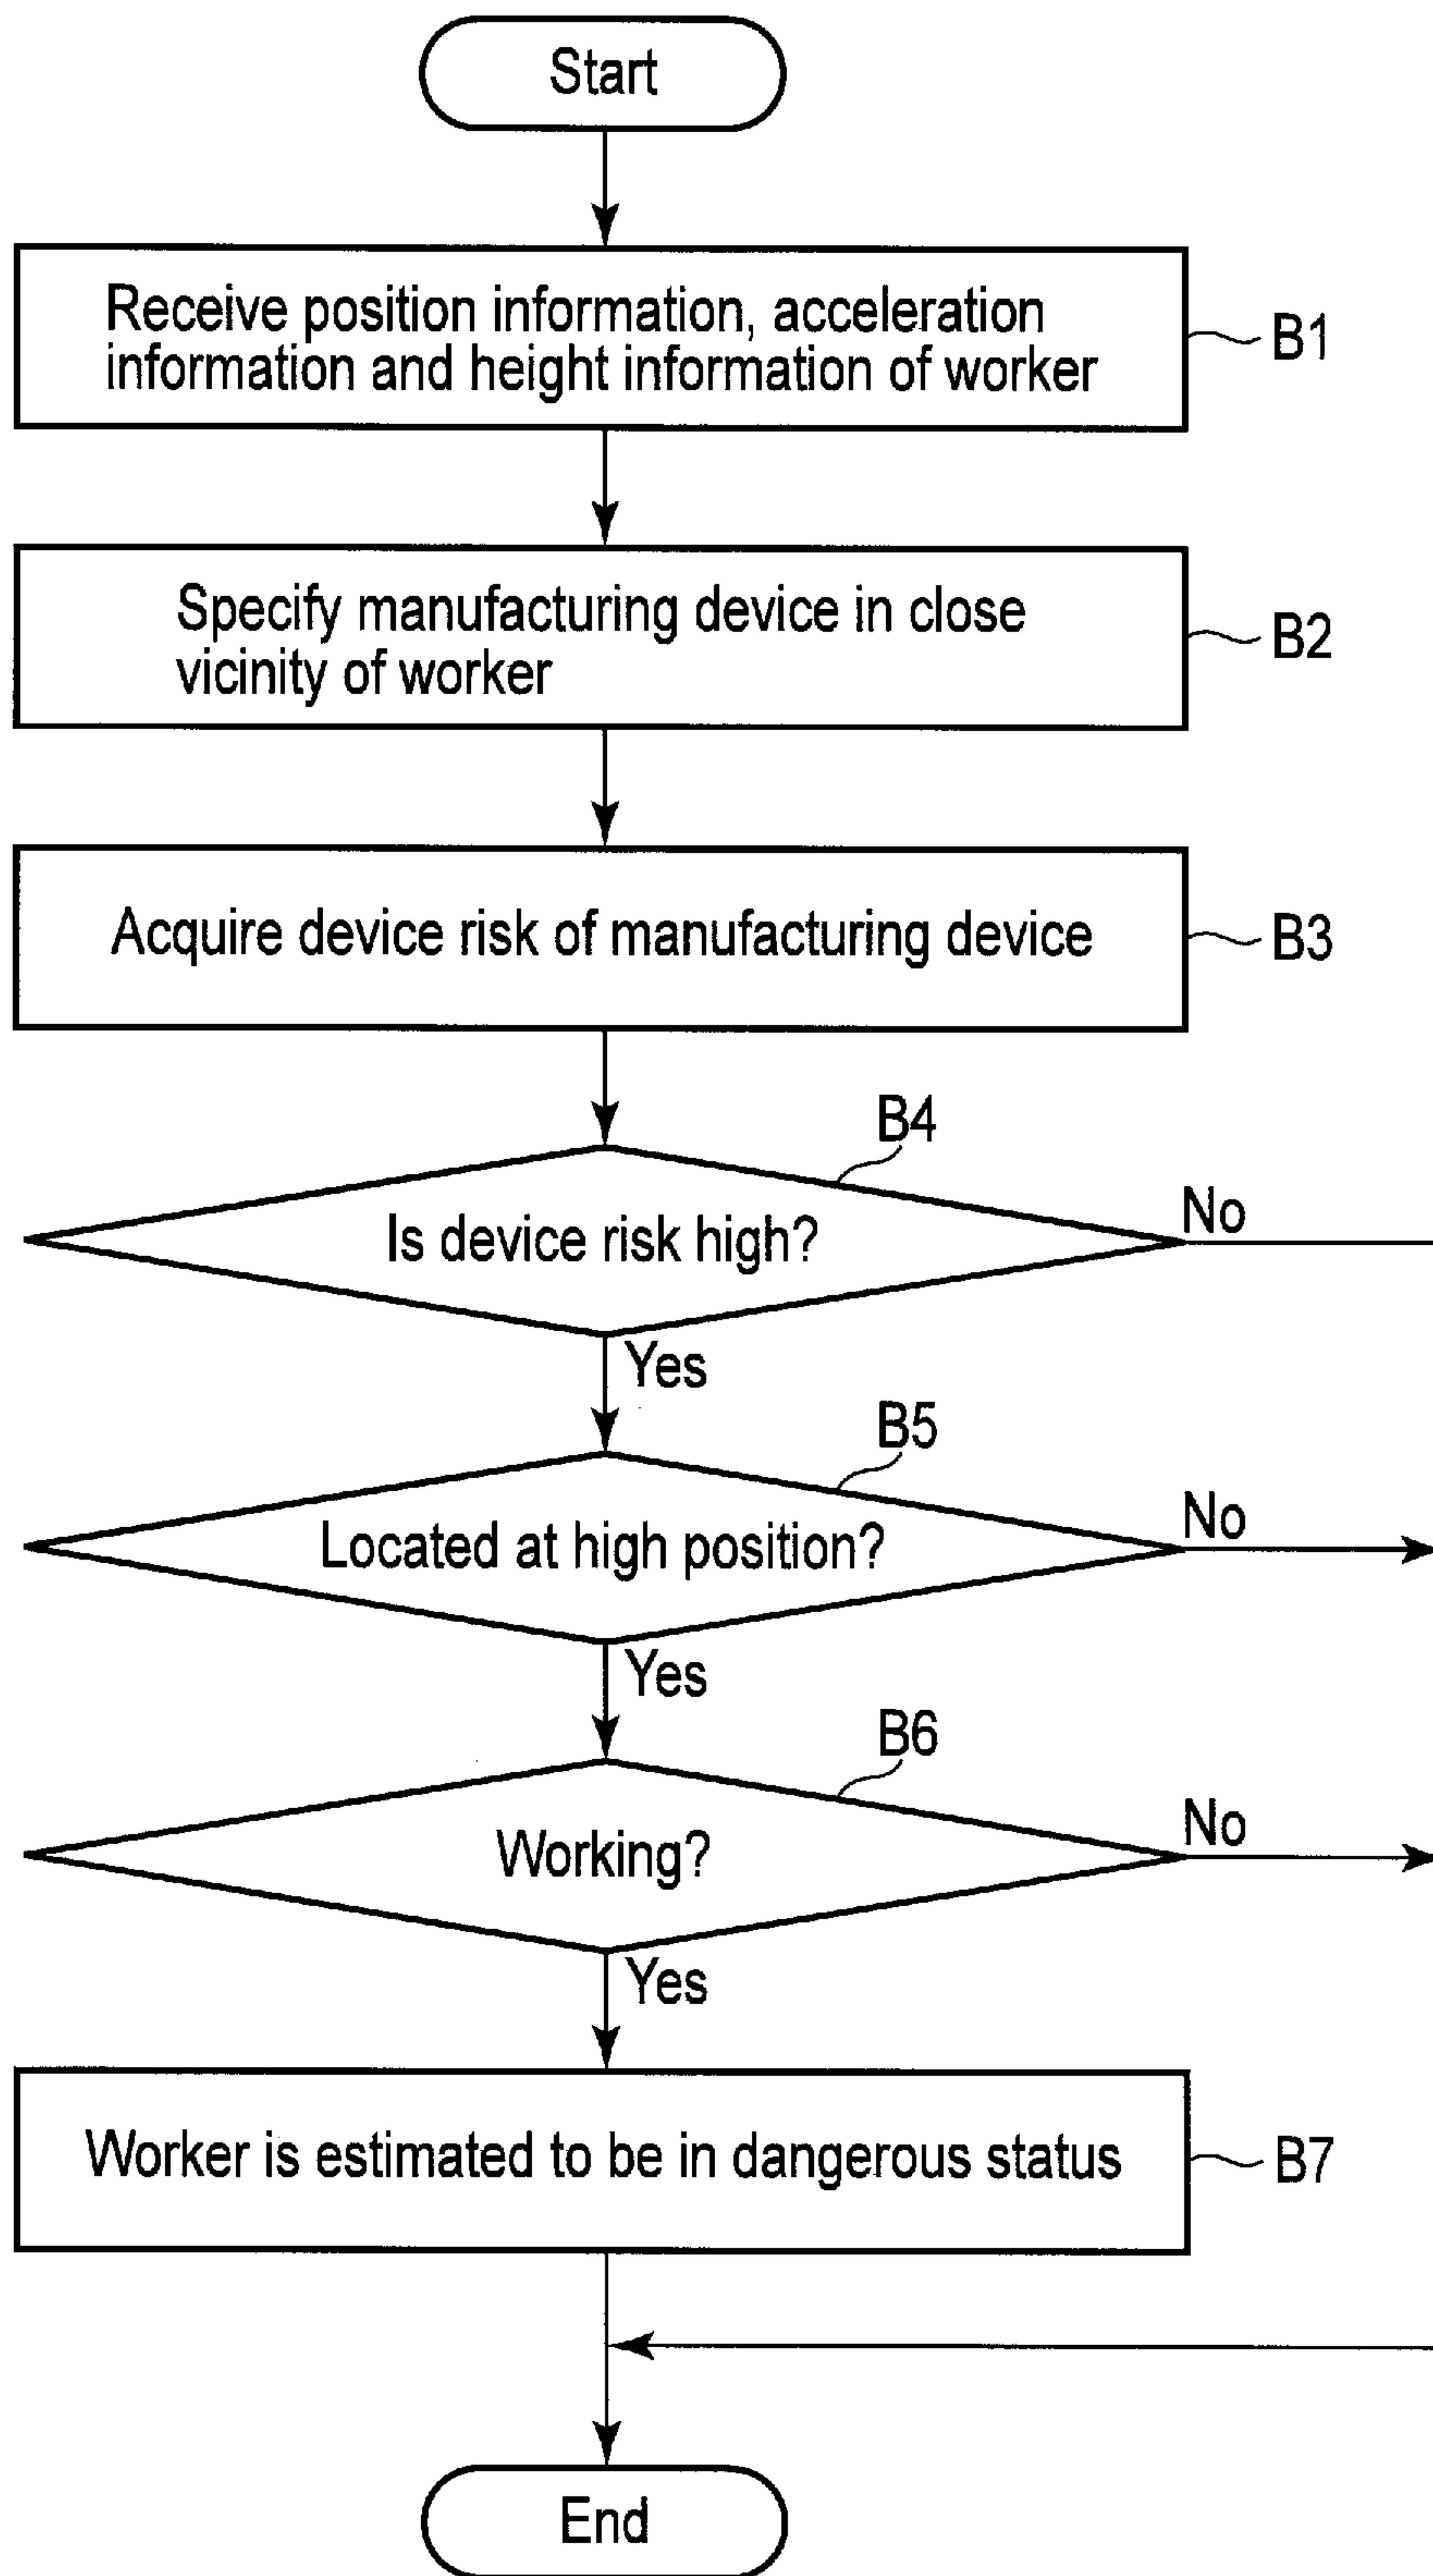 Start
Receive position information, acceleration
information and height information of worker
B1
Specify manufacturing device in close
vicinity of worker
B2
Acquire device risk of manufacturing device
B3
B4
Is device risk high?
No
Yes
B5
Located at high position?
No
Yes
B6
Working?
No
Yes
Worker is estimated to be in dangerous status
B7
End